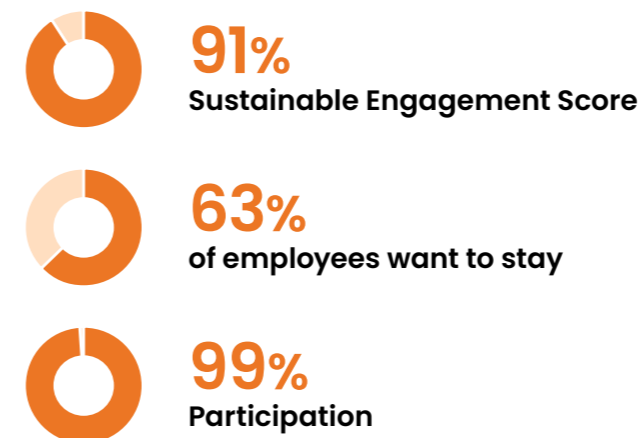 91%
Sustainable Engagement Score
63%
of employees want to stay
99%
Participation